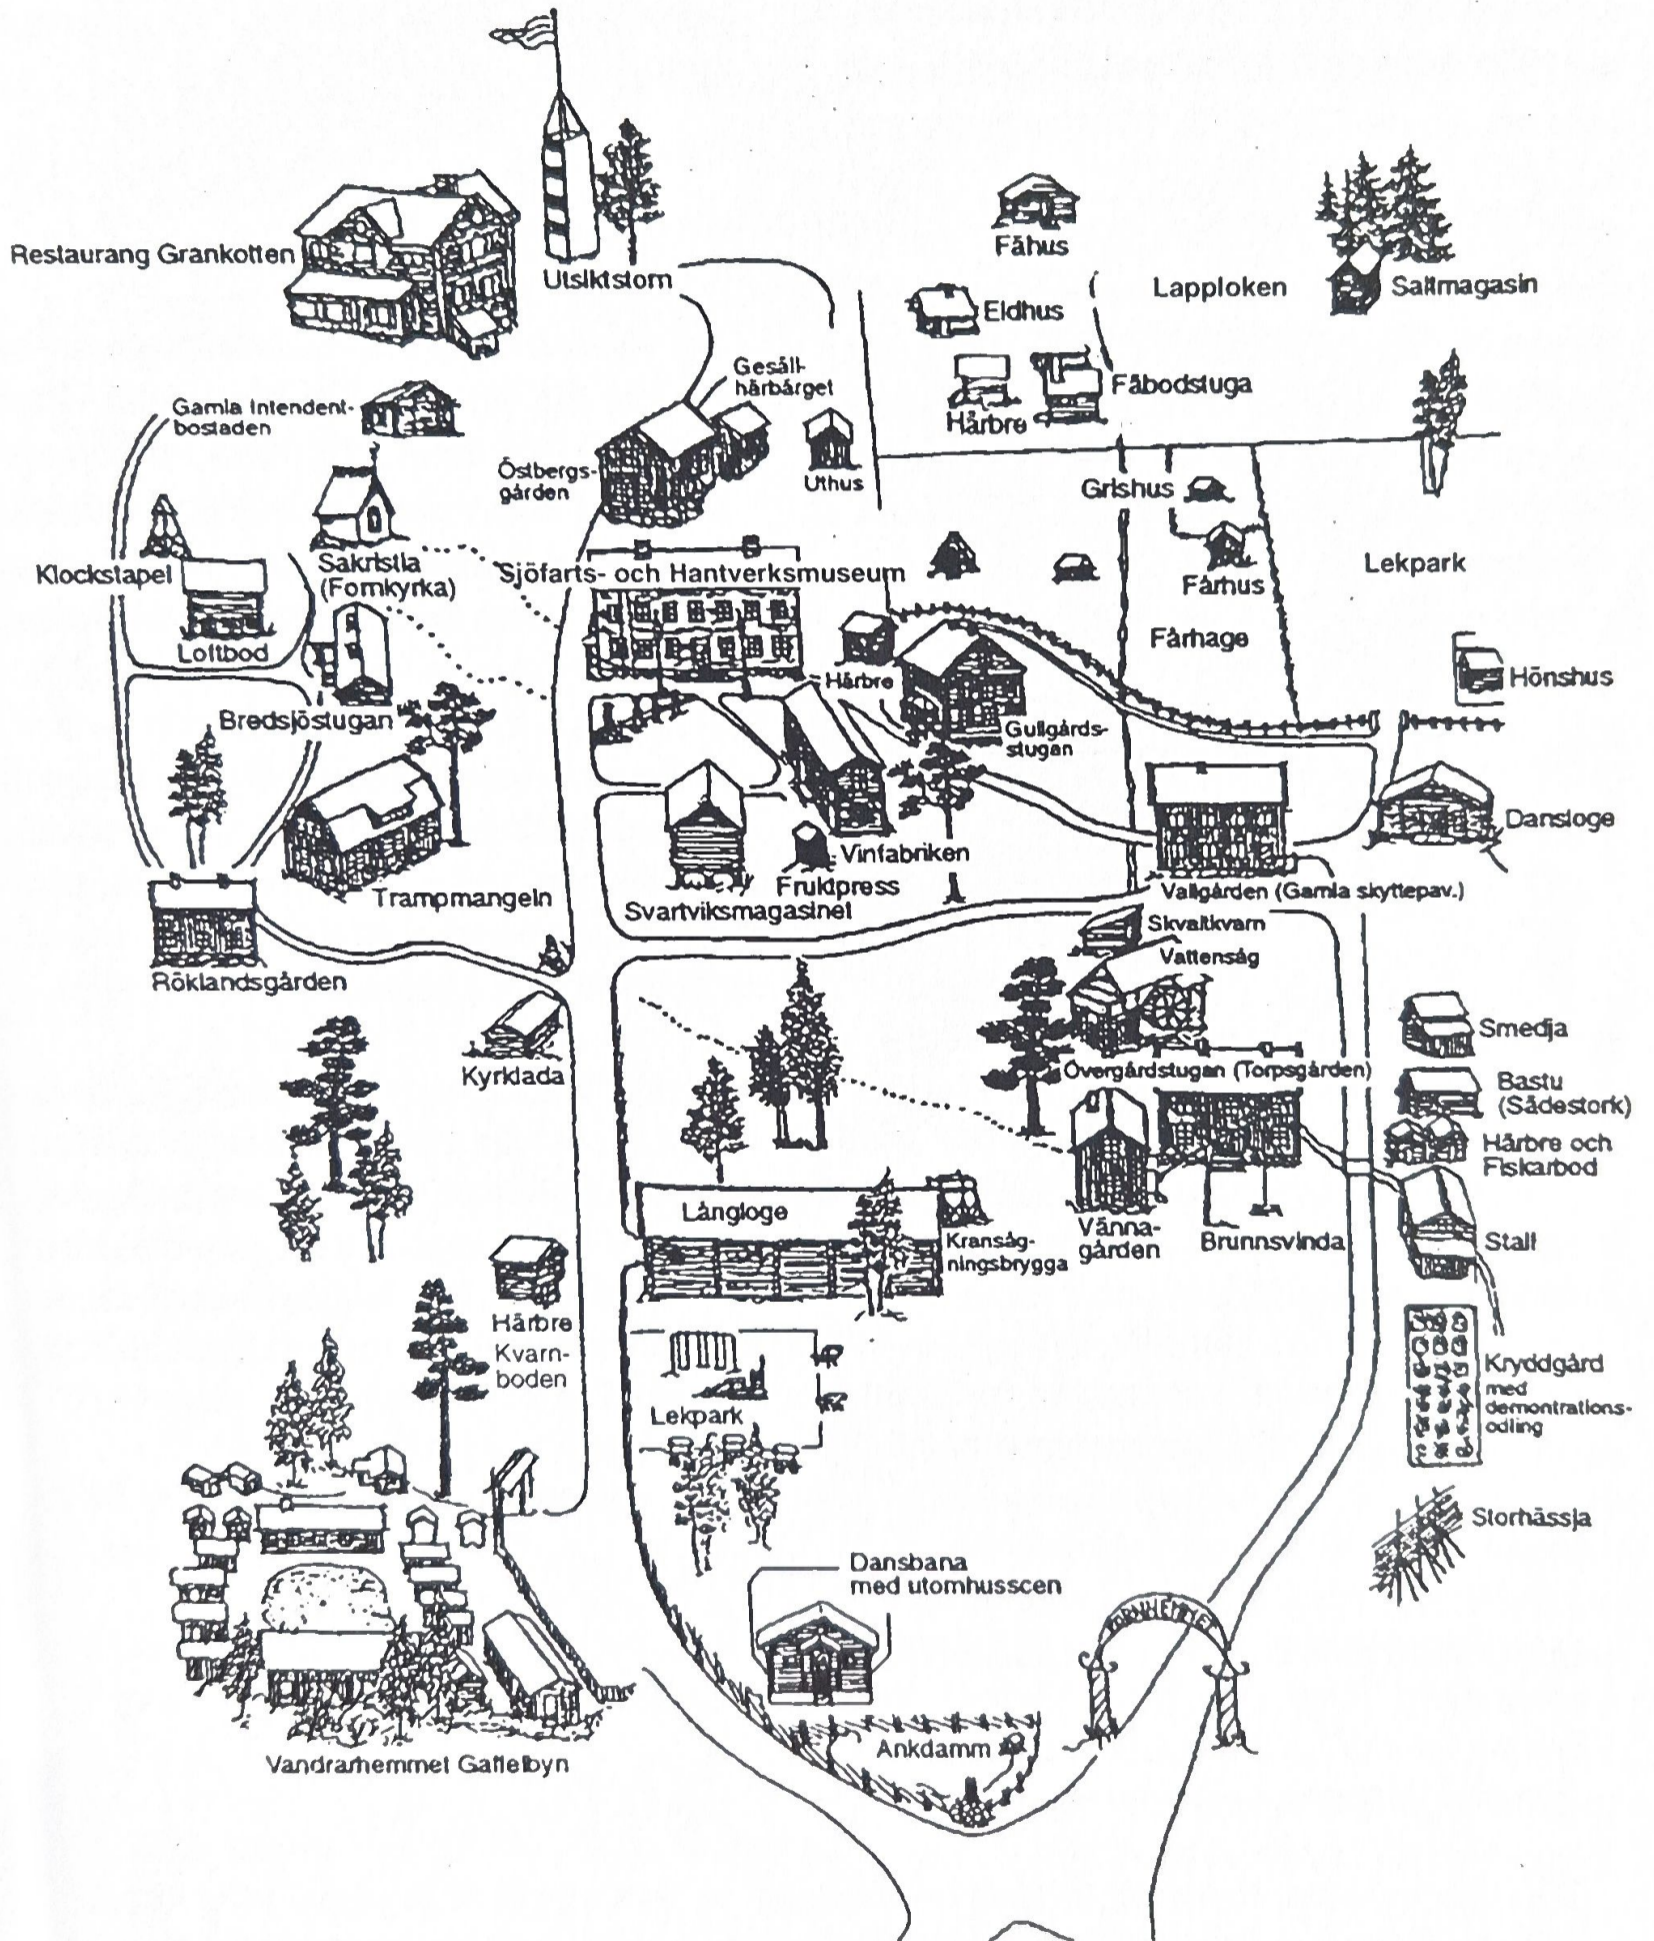 Restaurang Grankotten
Utsiktstorn
Fähus
Lapploken
Saltmagasin
Eldhus
Gesäll-
härbärget
Fäbodstuga
Härbre
Gamla Intendent-
bostaden
Östbergs-
gården
Uthus
Grishus
Klockstapel
Sakristia
(Fornkyrka)
Sjöfarts- och Hantverksmuseum
Fårhus
Lekpark
Loftbod
Fårhage
Härbre
Hönshus
Bredsjöstugan
Gullgårds-
stugan
Dansloge
Vinfabriken
Fruktpress
Trampmangeln
Svartviksmagasinet
Vallgården (Gamla skyttepav.)
Skvaltkvarn
Vattensåg
Röklandsgården
Smedja
Kyrklada
Övergårdstugan (Torpsgården)
Bastu
(Sädestork)
Härbre och
Fiskarbod
Långloge
Kransåg-
ningsbrygga
Vänna-
gården
Brunnsvinda
Stall
Härbre
Kvarn-
boden
Kryddgård
med
demontrations-
odling
Lekpark
Storhässja
Dansbana
med utomhusscen
FORNHEMMET
Ankdamm
Vandrarhemmet Gaffelbyn